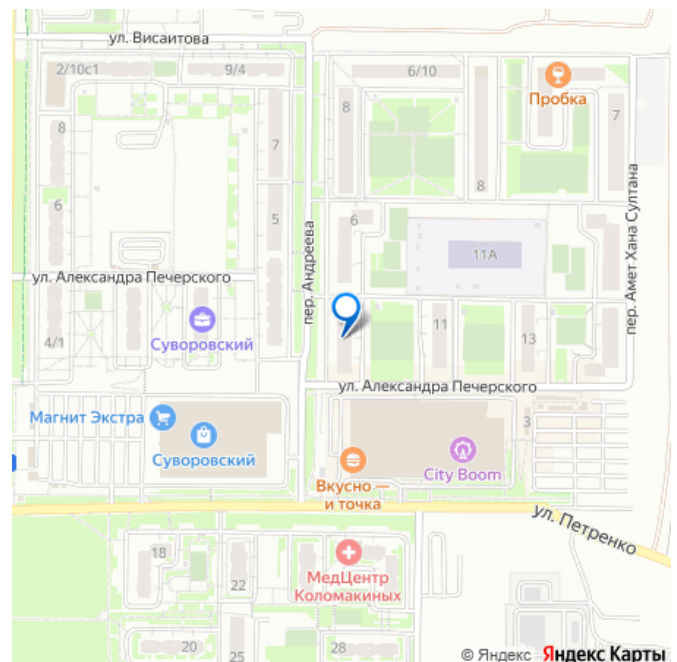 ул. Висаитова
2/10с1
9/4
6/10
Пробка
8
8
7
7
8
6
5
6
пер. Андреева
пер. Амет Хана Султана
11А
ул. Александра Печерского
4/1
Суворовский
11
13
ул. Александра Печерского
Магнит Экстра
Суворовский
3
City Boom
Вкусно —
и точка
ул. Петренко
18
22
МедЦентр
Коломакиных
20
25
28
© Яндекс Яндекс Карты